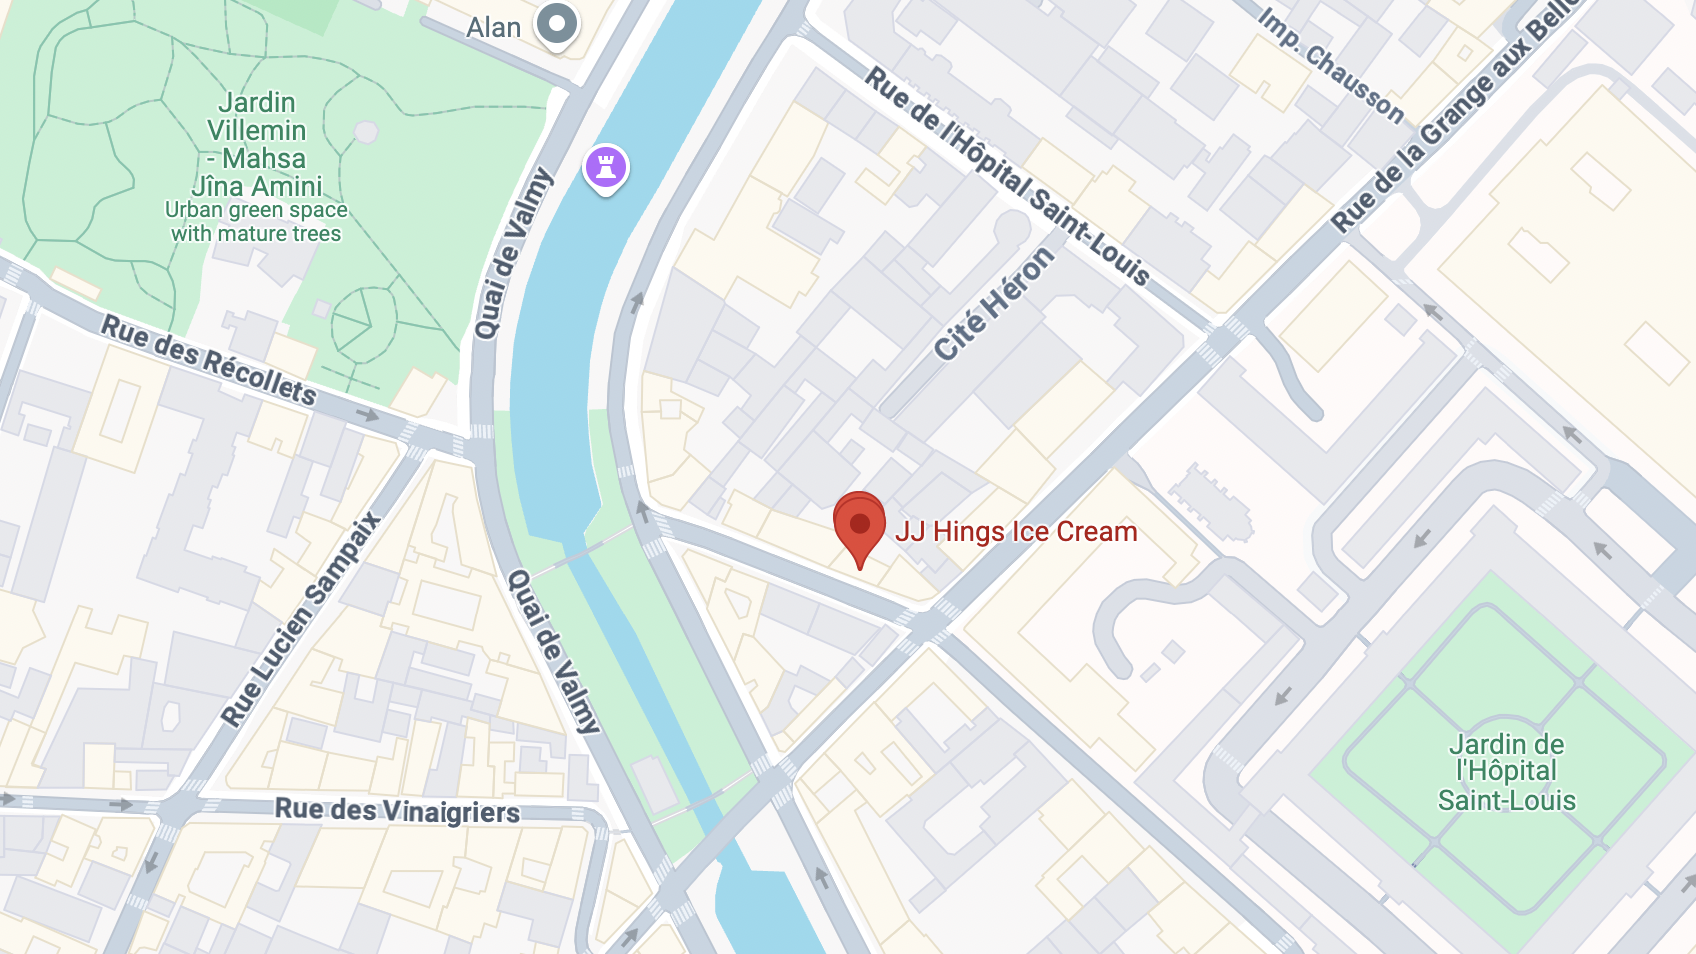 Alan
Jardin
Villemin
- Mahsa
Jîna Amini
Urban green space
with mature trees
Quai de Valmy
Rue de l'Hôpital Saint-Louis
Imp. Chausson
Rue de la Grange aux Belle
Cité Héron
Rue des Récollets
JJ Hings Ice Cream
Rue Lucien Sampaix
Quai de Valmy
Rue des Vinaigriers
Jardin de
l'Hôpital
Saint-Louis